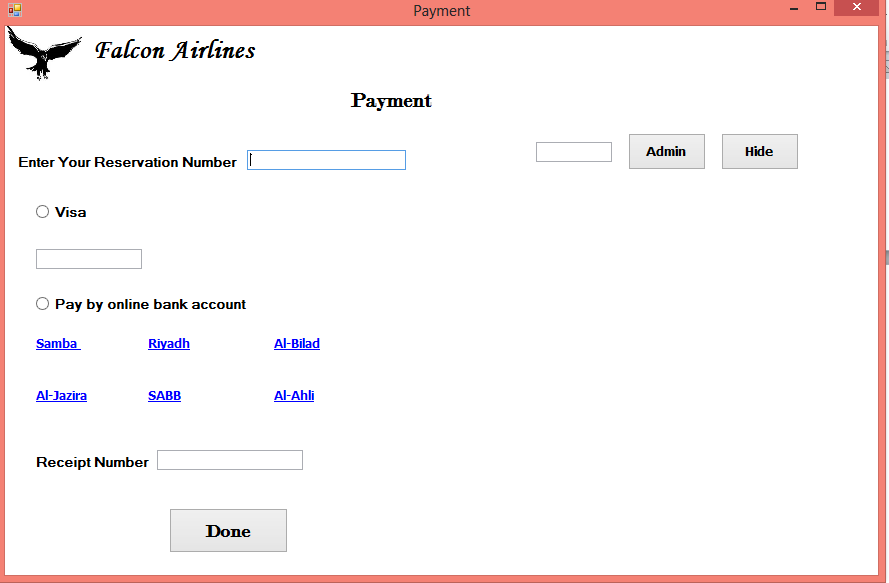 Payment
Falcon Airlines
Payment
Enter Your Reservation Number
Admin
Hide
Visa
Pay by online bank account
Samba
Riyadh
Al-Bilad
Al-Jazira
SABB
Al-Ahli
Receipt Number
Done